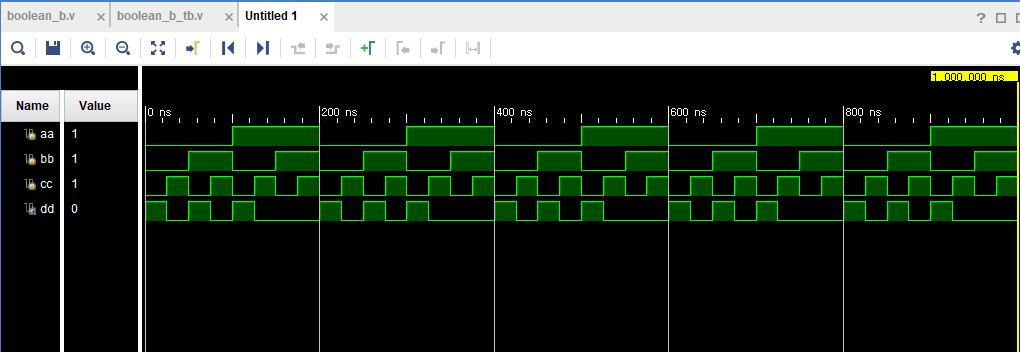 boolean_b.v × boolean_b_tb.v × Untitled 1 ×
?
1,000,000 ns
Name Value
0 ns 200 ns 400 ns 600 ns 800 ns
aa 1
bb 1
cc 1
dd 0